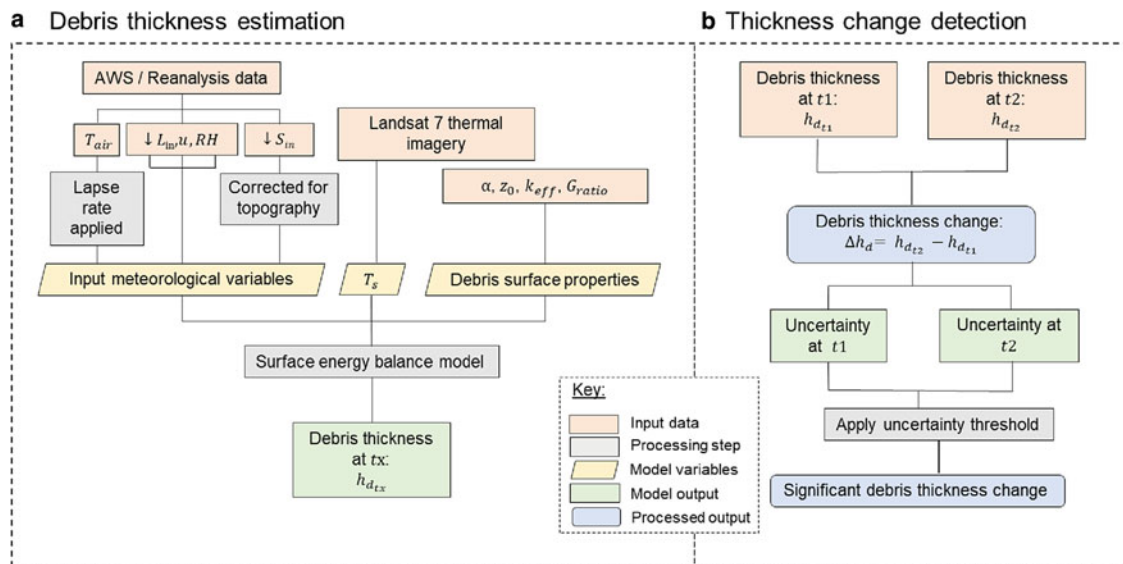 a Debris thickness estimation
AWS / Reanalysis data
T_air
↓ L_in, u, RH
↓ S_in
Lapse
rate
applied
Corrected for
topography
Landsat 7 thermal
imagery
α, z_0, k_eff, G_ratio
Input meteorological variables
T_s
Debris surface properties
Surface energy balance model
Debris thickness
at tx:
h_d_tx
Key:
Input data
Processing step
Model variables
Model output
Processed output
b Thickness change detection
Debris thickness
at t1:
h_d_t1
Debris thickness
at t2:
h_d_t2
Debris thickness change:
Δh_d = h_d_t2 − h_d_t1
Uncertainty
at t1
Uncertainty at
t2
Apply uncertainty threshold
Significant debris thickness change